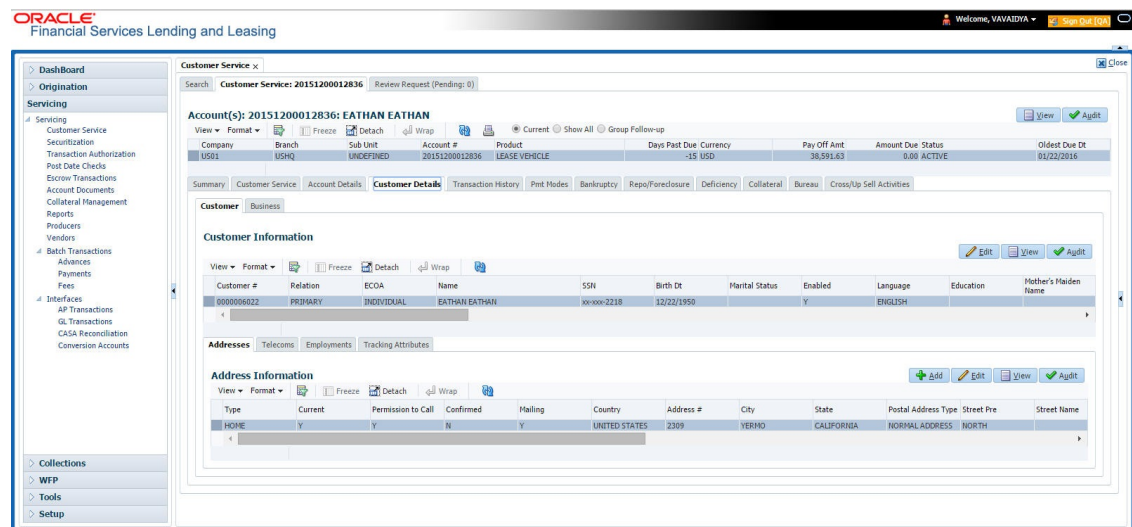 ORACLE®
Financial Services Lending and Leasing
Welcome, VAVAIDYA
Sign Out [QA]
Close
DashBoard
Origination
Servicing
Servicing
Customer Service
Securitization
Transaction Authorization
Post Date Checks
Escrow Transactions
Account Documents
Collateral Management
Reports
Producers
Vendors
Batch Transactions
Advances
Payments
Fees
Interfaces
AP Transactions
GL Transactions
CASA Reconciliation
Conversion Accounts
Collections
WFP
Tools
Setup
Customer Service x
Search Customer Service: 20151200012836 Review Request (Pending: 0)
Account(s): 20151200012836: EATHAN EATHAN
View Audit
View Format Freeze Detach Wrap Current Show All Group Follow-up
Company Branch Sub Unit Account # Product Days Past Due Currency Pay Off Amt Amount Due Status Oldest Due Dt
US01 USHQ UNDEFINED 20151200012836 LEASE VEHICLE -15 USD 38,591.63 0.00 ACTIVE 01/22/2016
Summary Customer Service Account Details Customer Details Transaction History Pmt Modes Bankruptcy Repo/Foreclosure Deficiency Collateral Bureau Cross/Up Sell Activities
Customer Business
Customer Information
Edit View Audit
View Format Freeze Detach Wrap
Customer # Relation ECOA Name SSN Birth Dt Marital Status Enabled Language Education Mother's Maiden Name
0000006022 PRIMARY INDIVIDUAL EATHAN EATHAN xx-xxx-2218 12/22/1950 Y ENGLISH
Addresses Telecoms Employments Tracking Attributes
Address Information
Add Edit View Audit
View Format Freeze Detach Wrap
Type Current Permission to Call Confirmed Mailing Country Address # City State Postal Address Type Street Pre Street Name
HOME Y Y N Y UNITED STATES 2309 YERMO CALIFORNIA NORMAL ADDRESS NORTH